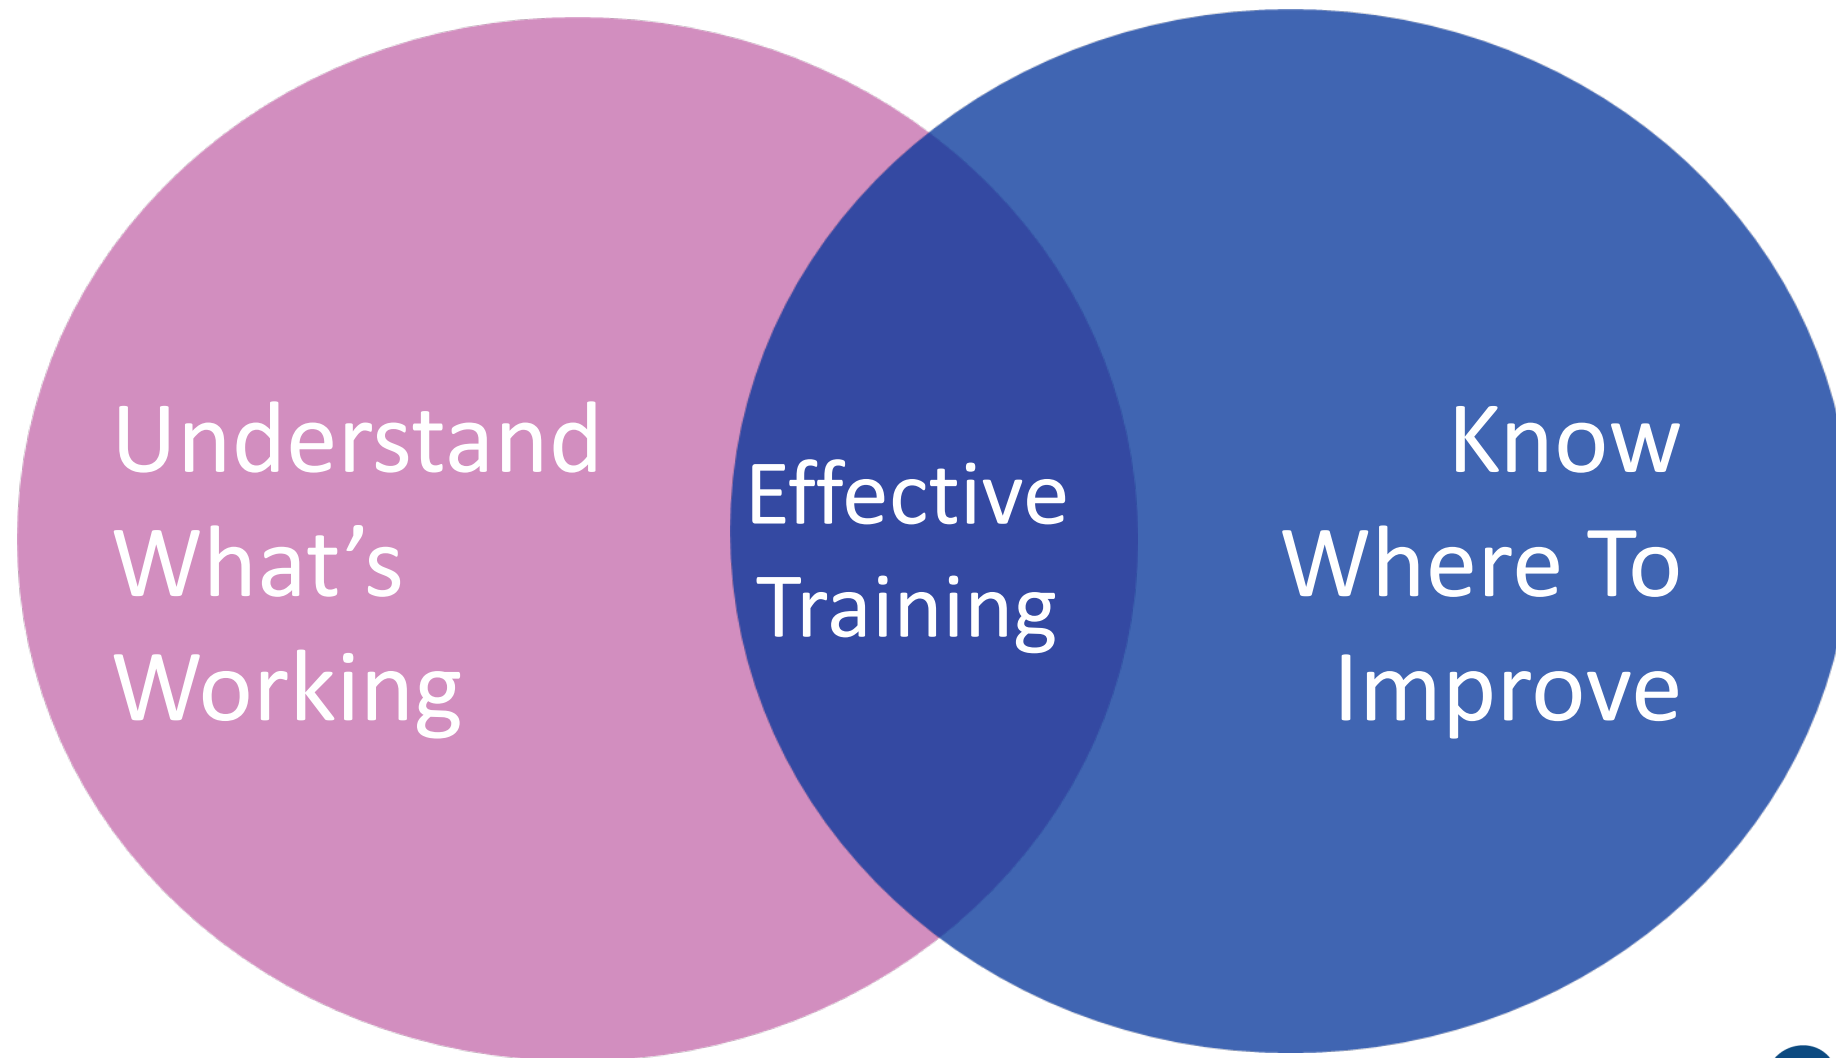 Understand
What’s
Working
Effective
Training
Know
Where To
Improve